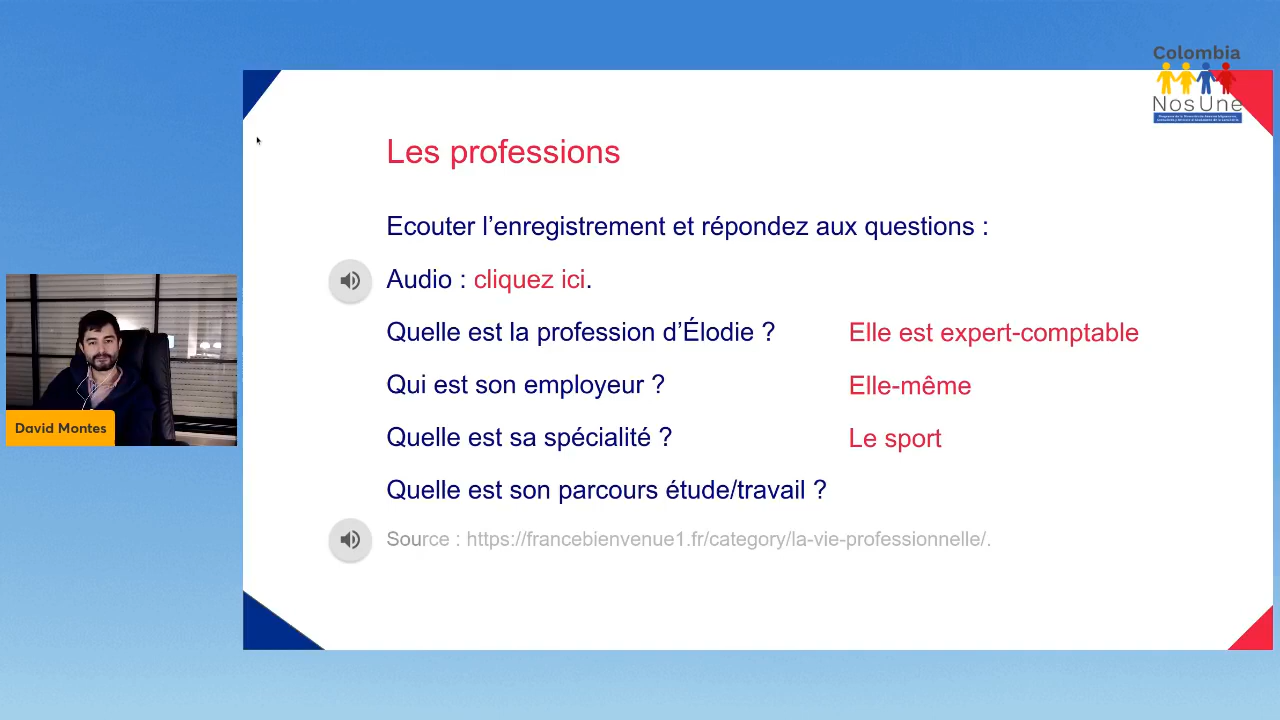 Colombia
NosUne
Les professions
Ecouter l’enregistrement et répondez aux questions :
Audio : cliquez ici.
Quelle est la profession d’Élodie ? Elle est expert-comptable
Qui est son employeur ? Elle-même
Quelle est sa spécialité ? Le sport
Quelle est son parcours étude/travail ?
Source : https://francebienvenue1.fr/category/la-vie-professionnelle/.
David Montes